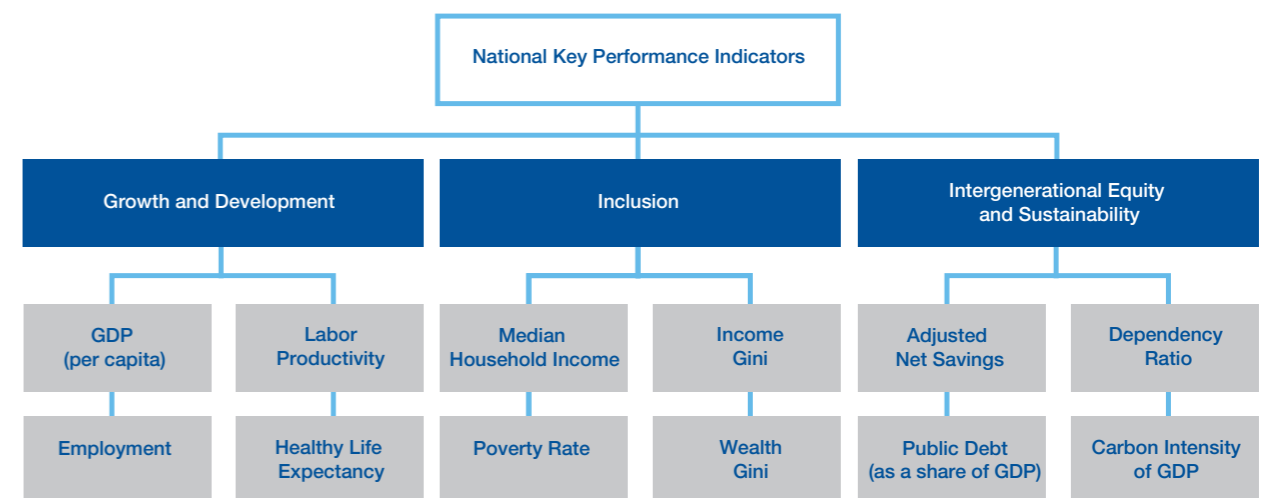 National Key Performance Indicators
Growth and Development
Inclusion
Intergenerational Equity
and Sustainability
GDP
(per capita)
Labor
Productivity
Median
Household Income
Income
Gini
Adjusted
Net Savings
Dependency
Ratio
Employment
Healthy Life
Expectancy
Poverty Rate
Wealth
Gini
Public Debt
(as a share of GDP)
Carbon Intensity
of GDP